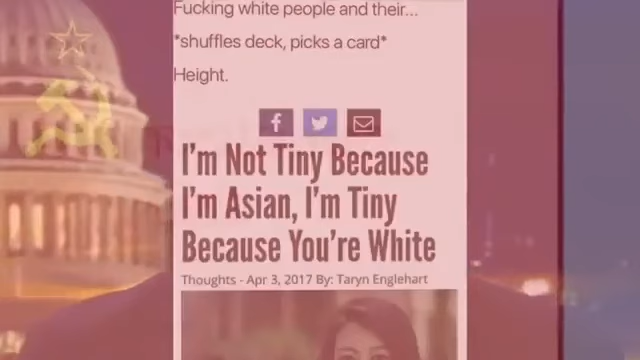 Fucking white people and their...
*shuffles deck, picks a card*
Height.
I'm Not Tiny Because
I'm Asian, I'm Tiny
Because You're White
Thoughts - Apr 3, 2017 By: Taryn Englehart